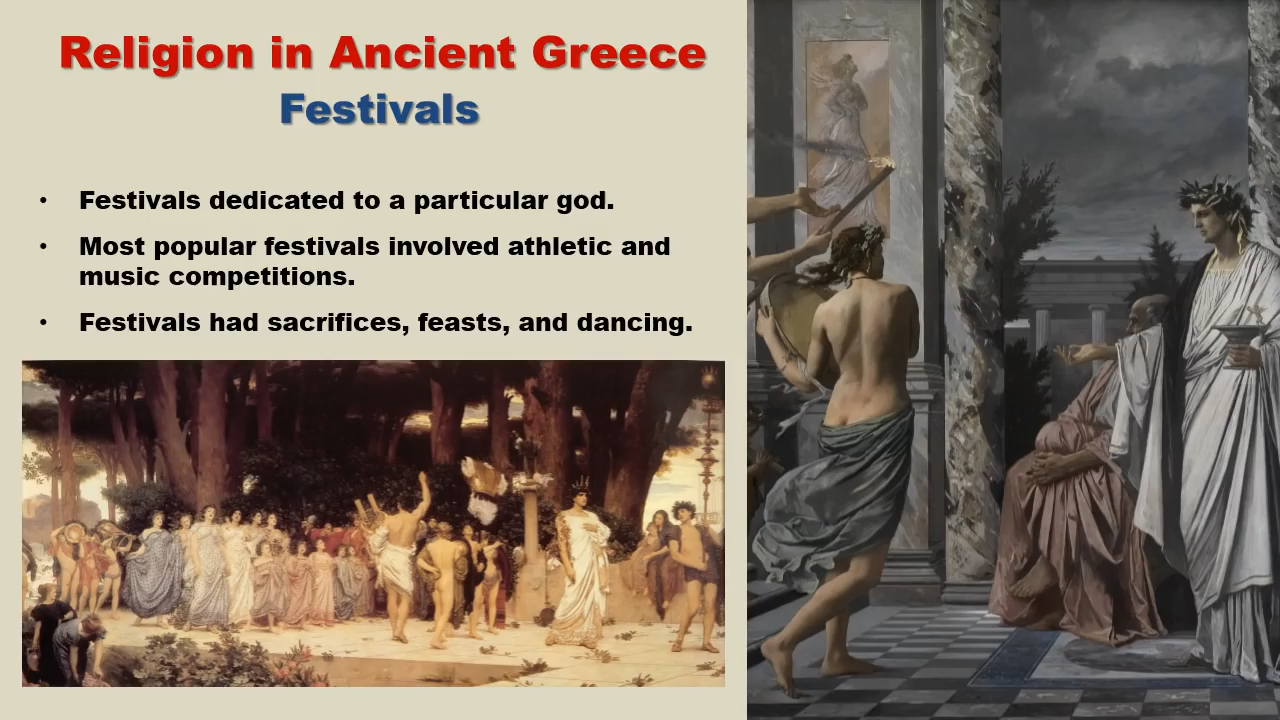 Religion in Ancient Greece
Festivals
• Festivals dedicated to a particular god.
• Most popular festivals involved athletic and
music competitions.
• Festivals had sacrifices, feasts, and dancing.